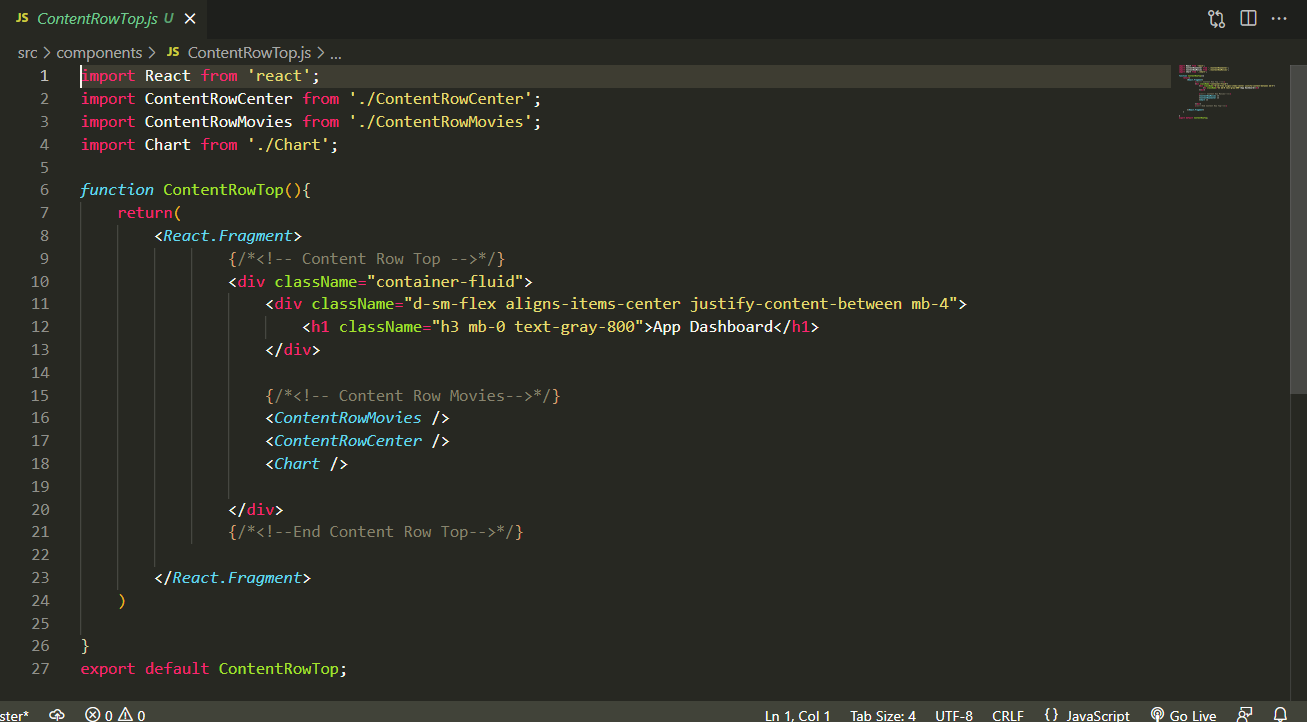 JS ContentRowTop.js U
src > components > JS ContentRowTop.js > ...
1 import React from 'react';
2 import ContentRowCenter from './ContentRowCenter';
3 import ContentRowMovies from './ContentRowMovies';
4 import Chart from './Chart';
5
6 function ContentRowTop(){
7     return(
8         <React.Fragment>
9                 {/*<!-- Content Row Top -->*/}
10                <div className="container-fluid">
11                    <div className="d-sm-flex aligns-items-center justify-content-between mb-4">
12                        <h1 className="h3 mb-0 text-gray-800">App Dashboard</h1>
13                    </div>
14
15                    {/*<!-- Content Row Movies-->*/}
16                    <ContentRowMovies />
17                    <ContentRowCenter />
18                    <Chart />
19
20                </div>
21                {/*<!--End Content Row Top-->*/}
22
23        </React.Fragment>
24    )
25
26 }
27 export default ContentRowTop;
ster* 0 0 Ln 1, Col 1 Tab Size: 4 UTF-8 CRLF {} JavaScript Go Live